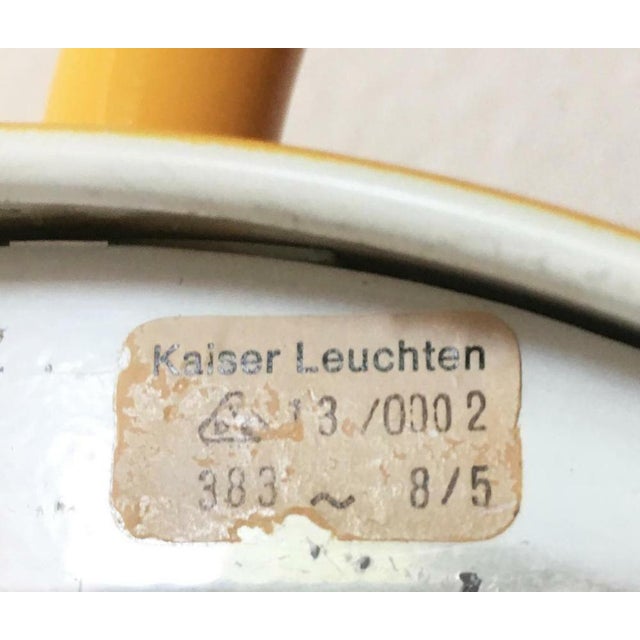 Kaiser Leuchten
13/0002
383 ~ 8/5